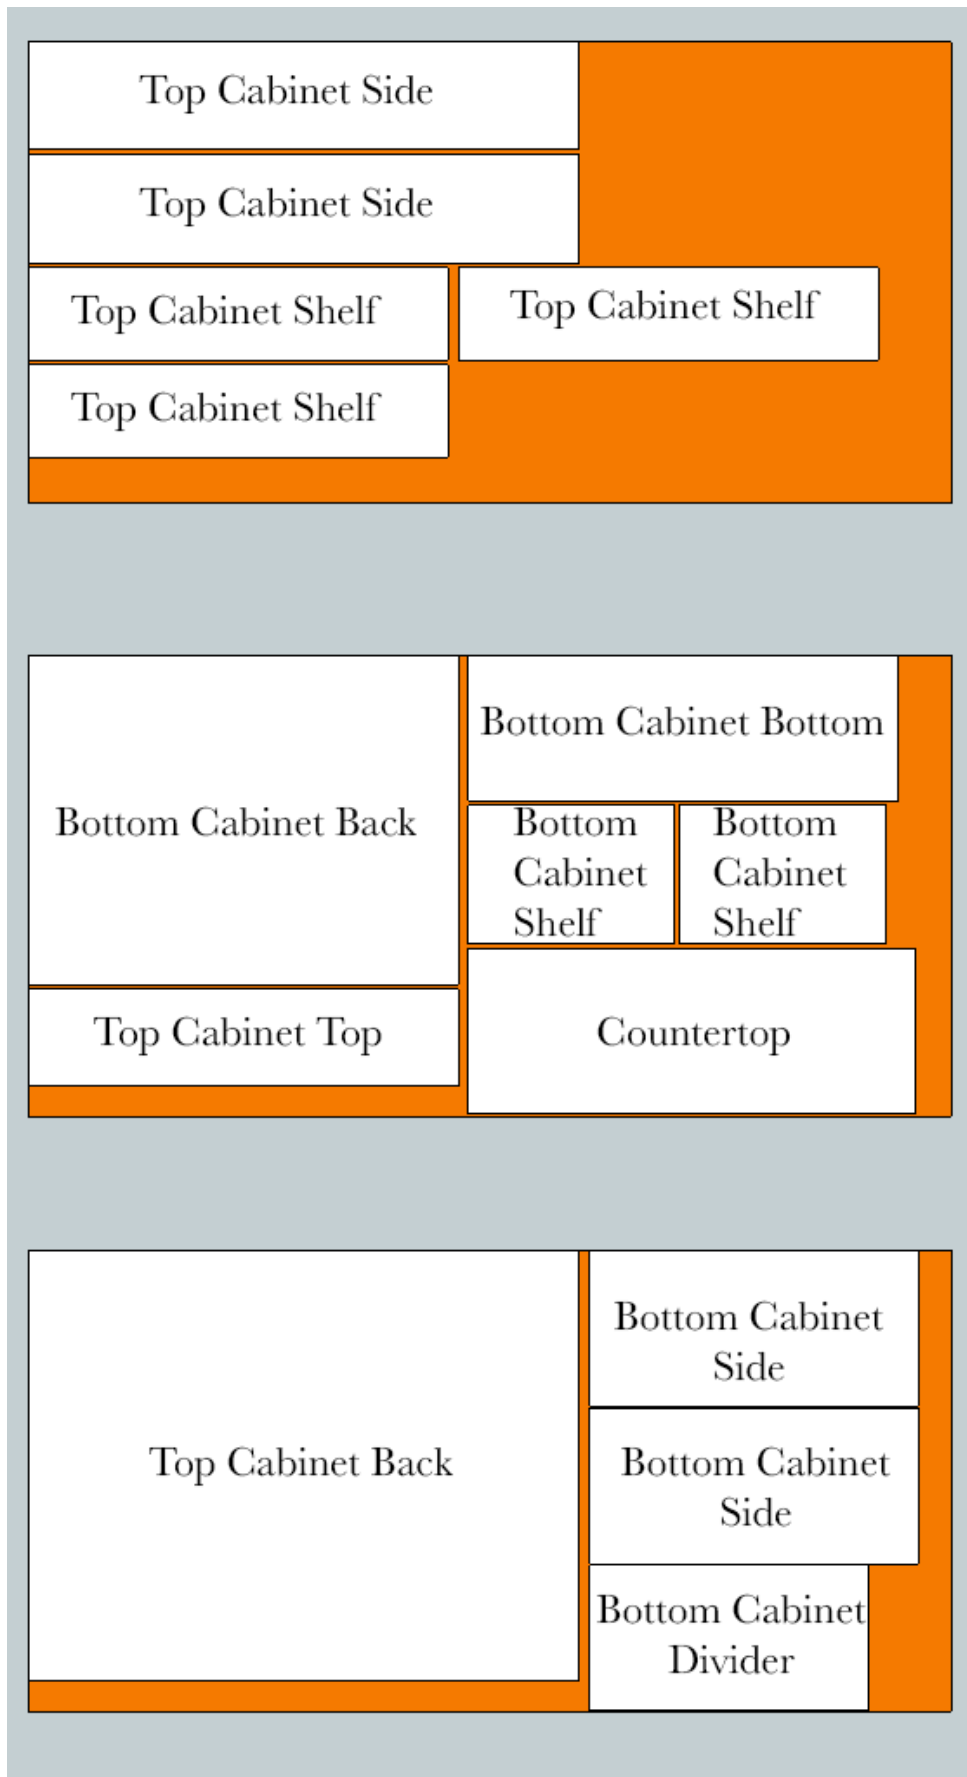 Top Cabinet Side
Top Cabinet Side
Top Cabinet Shelf
Top Cabinet Shelf
Top Cabinet Shelf
Bottom Cabinet Back
Bottom Cabinet Bottom
Bottom
Cabinet
Shelf
Bottom
Cabinet
Shelf
Top Cabinet Top
Countertop
Top Cabinet Back
Bottom Cabinet
Side
Bottom Cabinet
Side
Bottom Cabinet
Divider